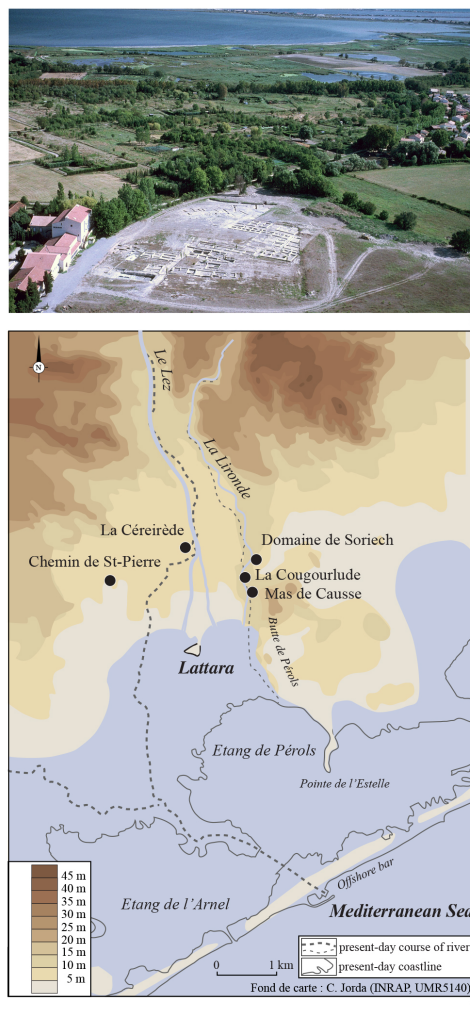 N
Le Lez
La Lironde
La Céreirède
Domaine de Soriech
Chemin de St-Pierre
La Cougourlude
Mas de Causse
Butte de Pérols
Lattara
Etang de Pérols
Pointe de l'Estelle
Offshore bar
Etang de l'Arnel
Mediterranean Sea
45 m
40 m
35 m
30 m
25 m
20 m
15 m
10 m
5 m
0 1 km
present-day course of river
present-day coastline
Fond de carte : C. Jorda (INRAP, UMR5140)